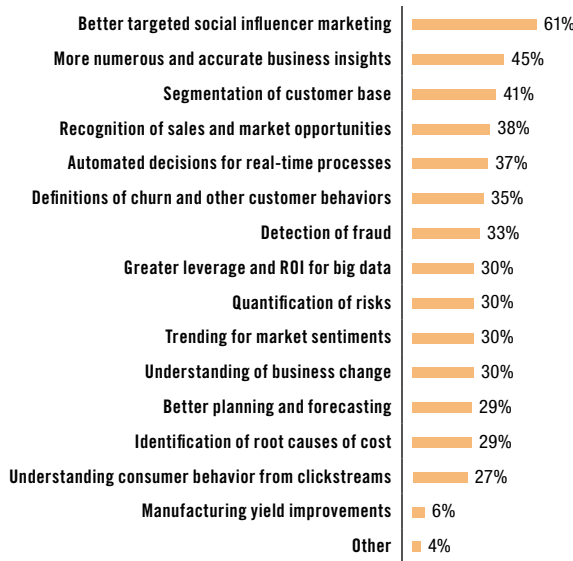 Better targeted social influencer marketing 61%
More numerous and accurate business insights 45%
Segmentation of customer base 41%
Recognition of sales and market opportunities 38%
Automated decisions for real-time processes 37%
Definitions of churn and other customer behaviors 35%
Detection of fraud 33%
Greater leverage and ROI for big data 30%
Quantification of risks 30%
Trending for market sentiments 30%
Understanding of business change 30%
Better planning and forecasting 29%
Identification of root causes of cost 29%
Understanding consumer behavior from clickstreams 27%
Manufacturing yield improvements 6%
Other 4%